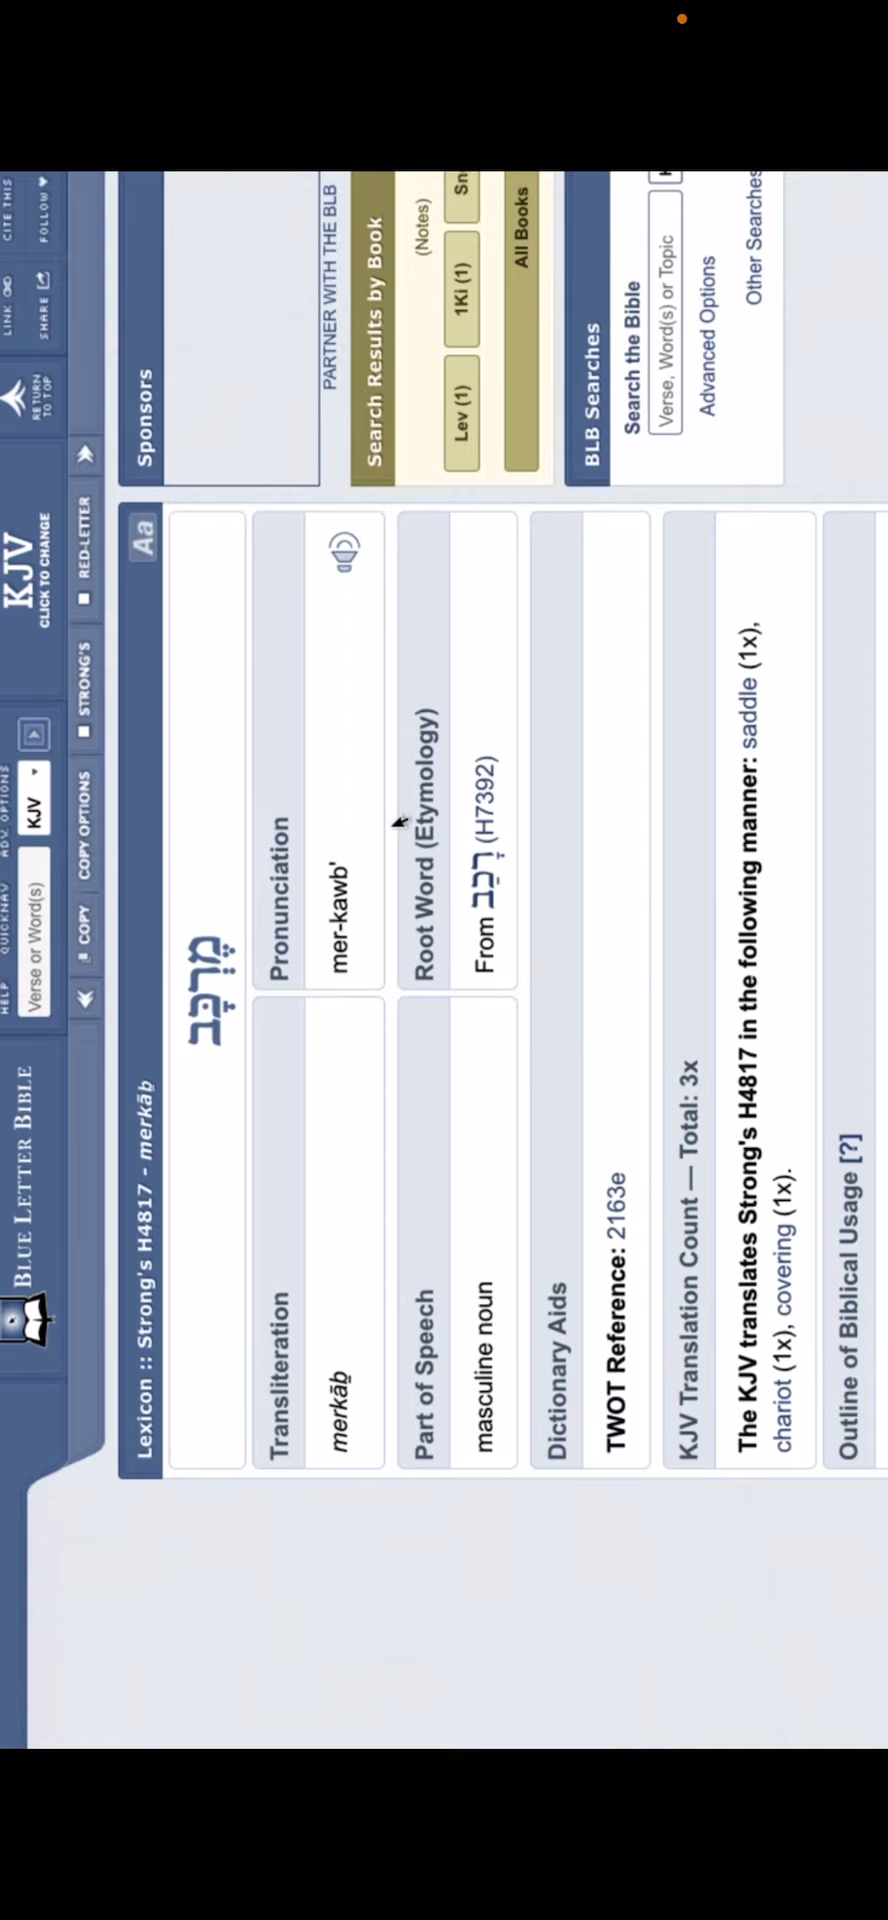 BLUE LETTER BIBLE
HELP QUICKNAV ADV. OPTIONS
Verse or Word(s) KJV
KJV
CLICK TO CHANGE
RETURN
TO TOP
LINK
SHARE
CITE THIS
FOLLOW
COPY COPY OPTIONS STRONG'S RED-LETTER
Lexicon :: Strong's H4817 - merkāḇ Aa
מֶרְכָּב
Transliteration Pronunciation
merkāḇ mer-kawb'
Part of Speech Root Word (Etymology)
masculine noun From רָכַב (H7392)
Dictionary Aids
TWOT Reference: 2163e
KJV Translation Count — Total: 3x
The KJV translates Strong's H4817 in the following manner: saddle (1x),
chariot (1x), covering (1x).
Outline of Biblical Usage [?]
Sponsors
PARTNER WITH THE BLB
Search Results by Book
(Notes)
Lev (1) 1Ki (1)
All Books
BLB Searches
Search the Bible
Verse, Word(s) or Topic
Advanced Options
Other Searches